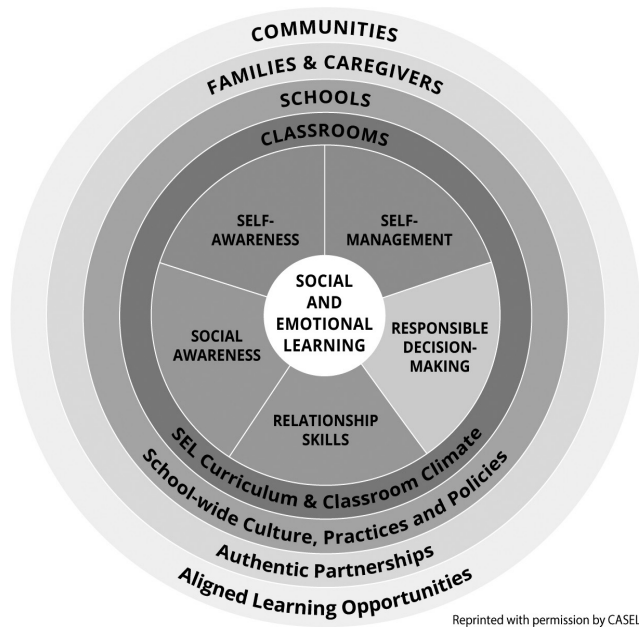 COMMUNITIES
FAMILIES & CAREGIVERS
SCHOOLS
CLASSROOMS
SELF-
AWARENESS
SELF-
MANAGEMENT
SOCIAL
AND
EMOTIONAL
LEARNING
SOCIAL
AWARENESS
RESPONSIBLE
DECISION-
MAKING
RELATIONSHIP
SKILLS
SEL Curriculum & Classroom Climate
School-wide Culture, Practices and Policies
Authentic Partnerships
Aligned Learning Opportunities
Reprinted with permission by CASEL